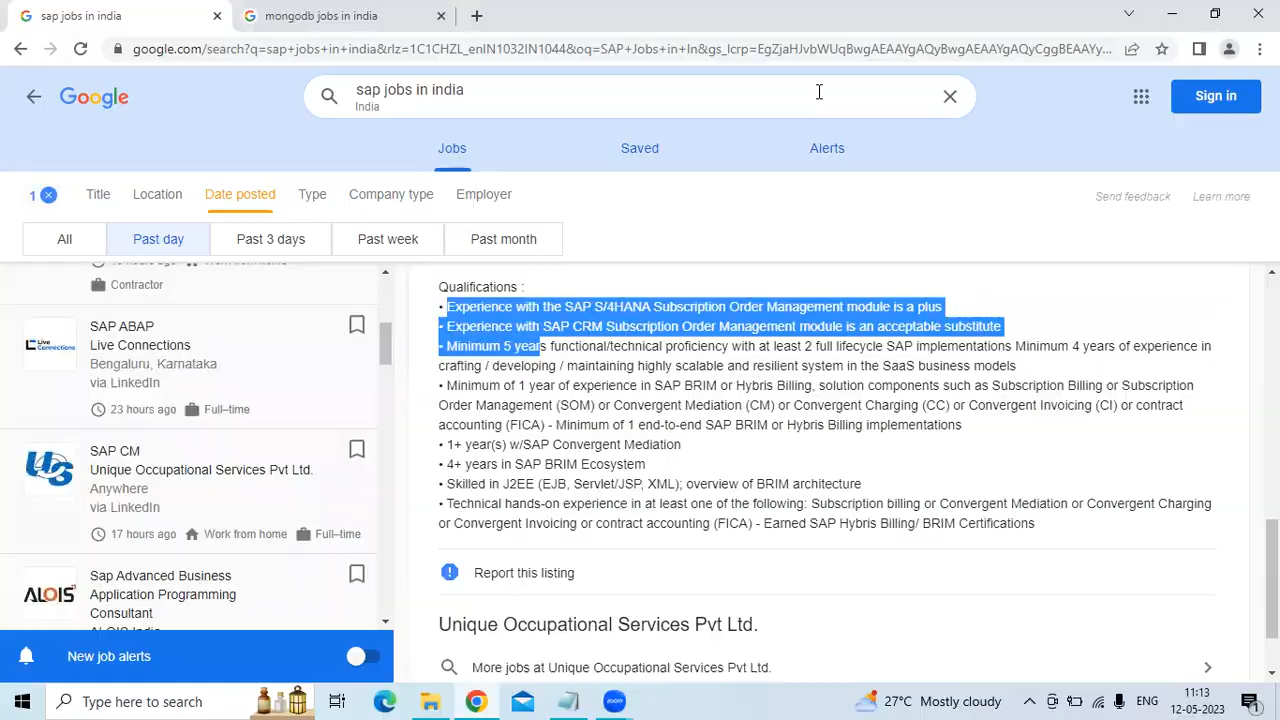 sap jobs in india
mongodb jobs in india
google.com/search?q=sap+jobs+in+india&rlz=1C1CHZL_enIN1032IN1044&oq=SAP+Jobs+in+In&gs_lcrp=EgZjaHJvbWUqBwgAEAAYgAQyBwgAEAAYgAQyCggBEAAYy...
Google
sap jobs in india
India
Sign in
Jobs
Saved
Alerts
1
Title
Location
Date posted
Type
Company type
Employer
Send feedback
Learn more
All
Past day
Past 3 days
Past week
Past month
Contractor
SAP ABAP
Live Connections
Bengaluru, Karnataka
via LinkedIn
23 hours ago
Full–time
Live
Connections
SAP CM
Unique Occupational Services Pvt Ltd.
Anywhere
via LinkedIn
17 hours ago
Work from home
Full–time
ALOIS
Sap Advanced Business
Application Programming
Consultant
New job alerts
Qualifications :
• Experience with the SAP S/4HANA Subscription Order Management module is a plus
• Experience with SAP CRM Subscription Order Management module is an acceptable substitute
• Minimum 5 years functional/technical proficiency with at least 2 full lifecycle SAP implementations Minimum 4 years of experience in
crafting / developing / maintaining highly scalable and resilient system in the SaaS business models
• Minimum of 1 year of experience in SAP BRIM or Hybris Billing, solution components such as Subscription Billing or Subscription
Order Management (SOM) or Convergent Mediation (CM) or Convergent Charging (CC) or Convergent Invoicing (CI) or contract
accounting (FICA) - Minimum of 1 end-to-end SAP BRIM or Hybris Billing implementations
• 1+ year(s) w/SAP Convergent Mediation
• 4+ years in SAP BRIM Ecosystem
• Skilled in J2EE (EJB, Servlet/JSP, XML); overview of BRIM architecture
• Technical hands-on experience in at least one of the following: Subscription billing or Convergent Mediation or Convergent Charging
or Convergent Invoicing or contract accounting (FICA) - Earned SAP Hybris Billing/ BRIM Certifications
Report this listing
Unique Occupational Services Pvt Ltd.
More jobs at Unique Occupational Services Pvt Ltd.
Type here to search
zoom
27°C Mostly cloudy
ENG
11:13
12-05-2023
1